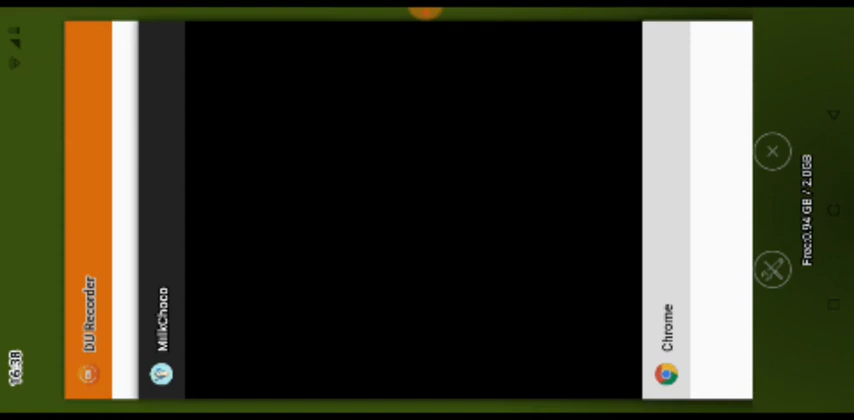 16:38
DU Recorder
MilkChoco
Chrome
Free:0.94 GB / 2.0GB